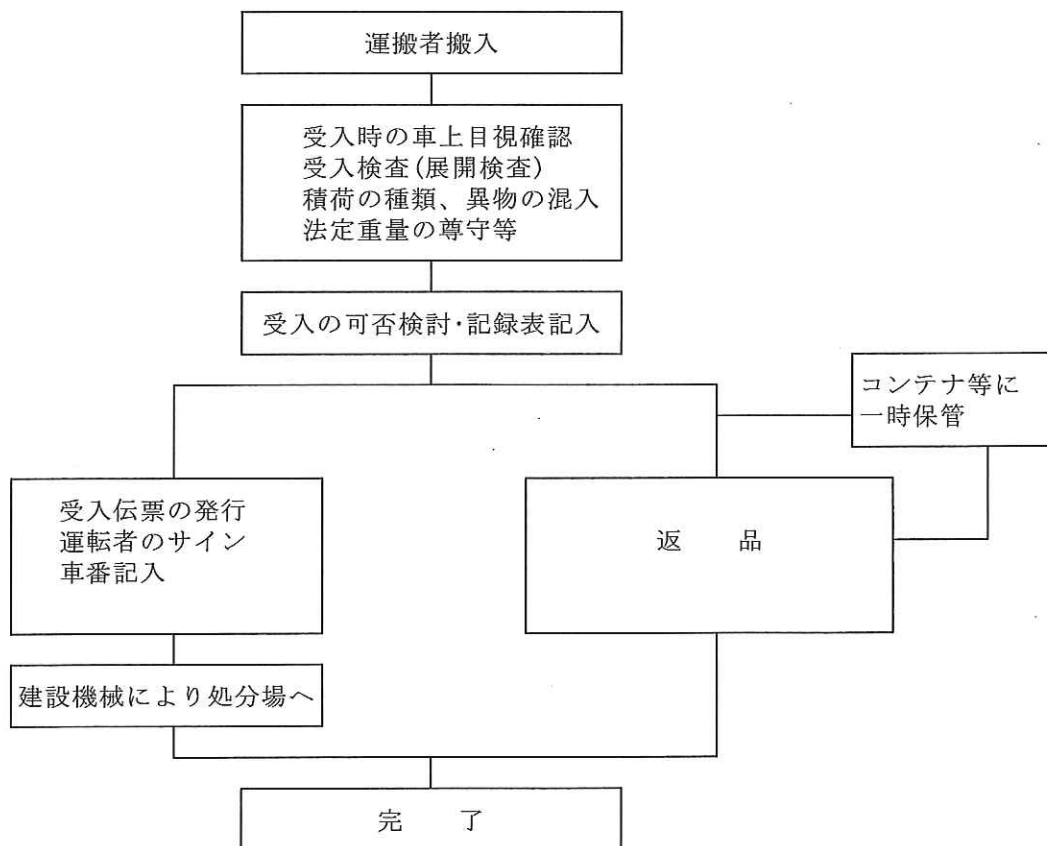 運搬者搬入
受入時の車上目視確認
受入検査(展開検査)
積荷の種類、異物の混入
法定重量の尊守等
受入の可否検討・記録表記入
コンテナ等に
一時保管
受入伝票の発行
運転者のサイン
車番記入
返　品
建設機械により処分場へ
完　了